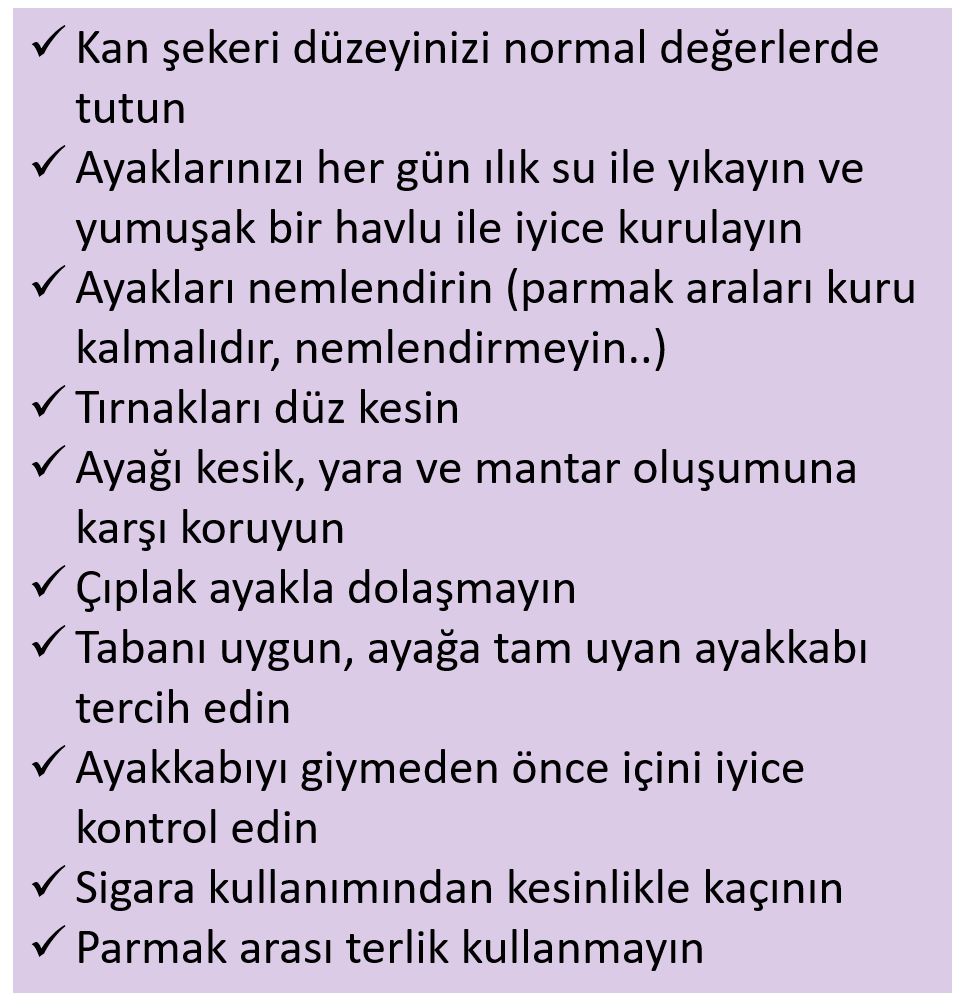 ✓ Kan şekeri düzeyinizi normal değerlerde
tutun
✓ Ayaklarınızı her gün ılık su ile yıkayın ve
yumuşak bir havlu ile iyice kurulayın
✓ Ayakları nemlendirin (parmak araları kuru
kalmalıdır, nemlendirmeyin..)
✓ Tırnakları düz kesin
✓ Ayağı kesik, yara ve mantar oluşumuna
karşı koruyun
✓ Çıplak ayakla dolaşmayın
✓ Tabanı uygun, ayağa tam uyan ayakkabı
tercih edin
✓ Ayakkabıyı giymeden önce içini iyice
kontrol edin
✓ Sigara kullanımından kesinlikle kaçının
✓ Parmak arası terlik kullanmayın